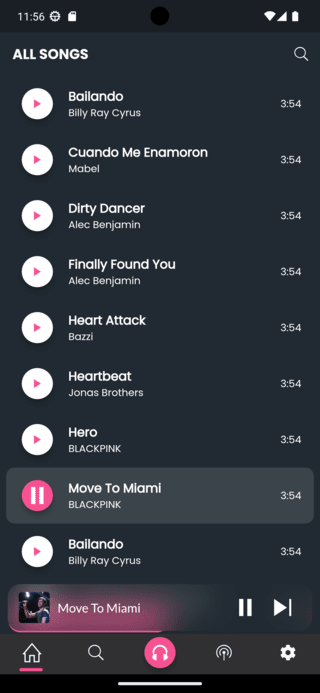 11:56
ALL SONGS
Bailando
Billy Ray Cyrus
3:54
Cuando Me Enamoron
Mabel
3:54
Dirty Dancer
Alec Benjamin
3:54
Finally Found You
Alec Benjamin
3:54
Heart Attack
Bazzi
3:54
Heartbeat
Jonas Brothers
3:54
Hero
BLACKPINK
3:54
Move To Miami
BLACKPINK
3:54
Bailando
Billy Ray Cyrus
3:54
Move To Miami